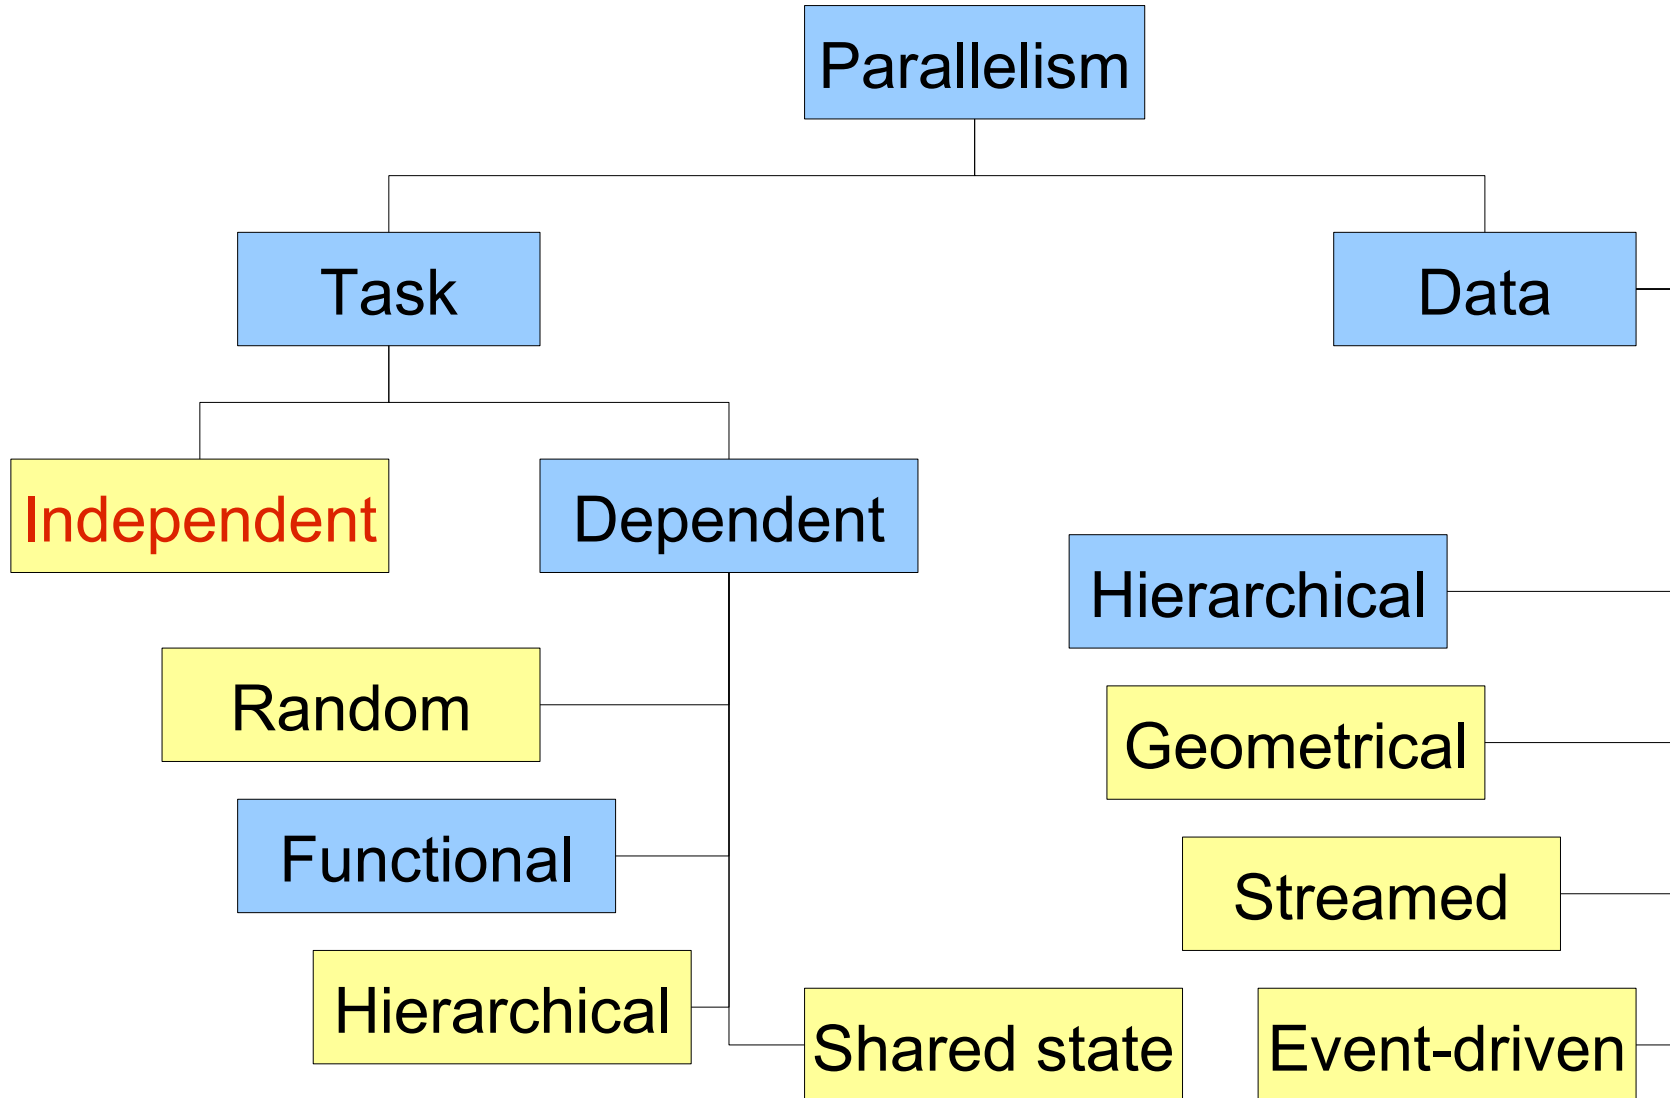 Parallelism
Task
Data
Independent
Dependent
Hierarchical
Random
Geometrical
Functional
Streamed
Hierarchical
Shared state
Event-driven